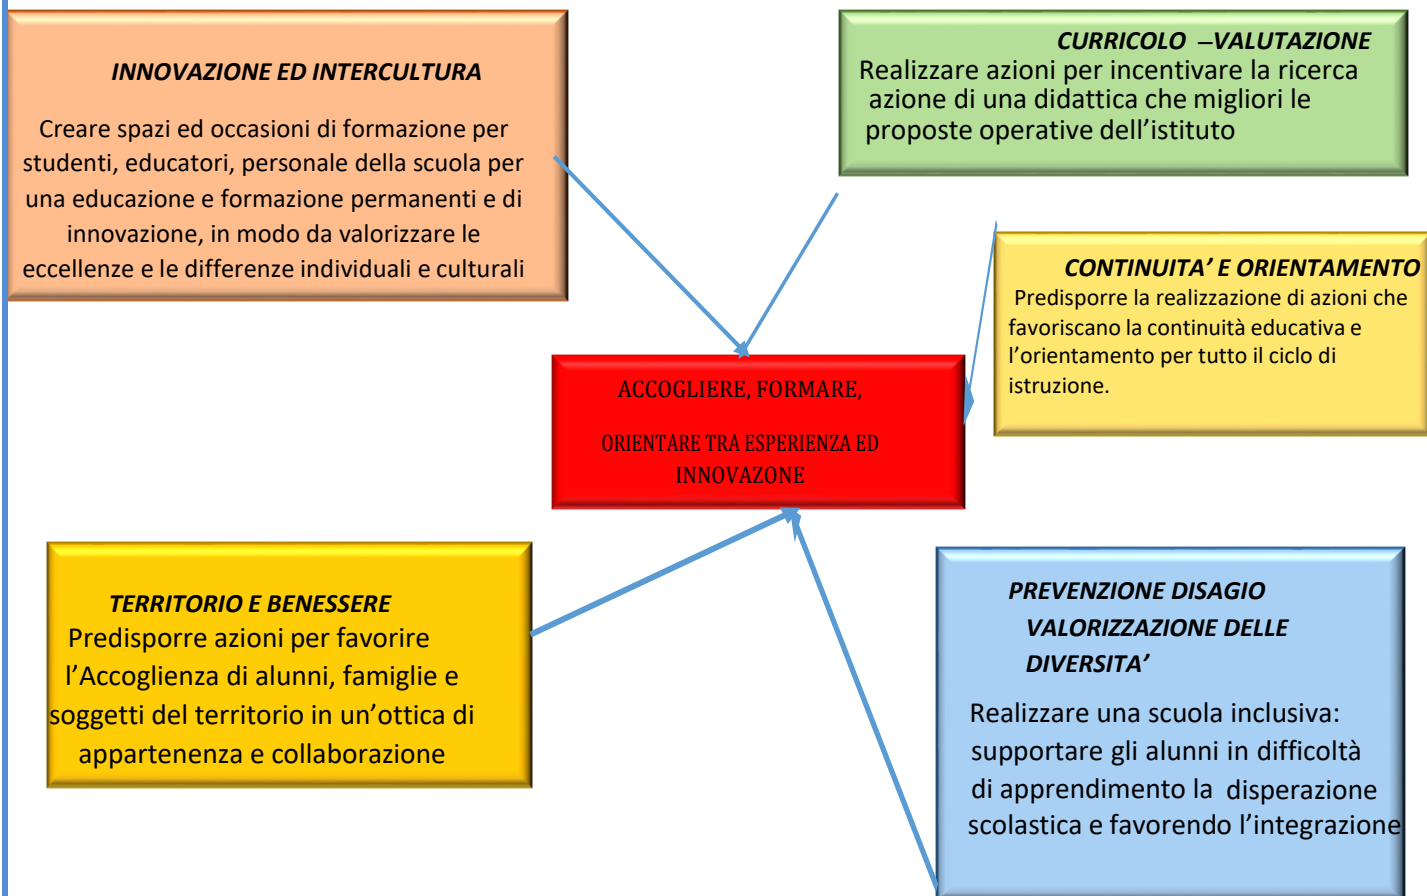 INNOVAZIONE ED INTERCULTURA
Creare spazi ed occasioni di formazione per
studenti, educatori, personale della scuola per
una educazione e formazione permanenti e di
innovazione, in modo da valorizzare le
eccellenze e le differenze individuali e culturali
CURRICOLO –VALUTAZIONE
Realizzare azioni per incentivare la ricerca
azione di una didattica che migliori le
proposte operative dell’istituto
CONTINUITA’ E ORIENTAMENTO
Predisporre la realizzazione di azioni che
favoriscano la continuità educativa e
l’orientamento per tutto il ciclo di
istruzione.
ACCOGLIERE, FORMARE,
ORIENTARE TRA ESPERIENZA ED
INNOVAZONE
TERRITORIO E BENESSERE
Predisporre azioni per favorire
l’Accoglienza di alunni, famiglie e
soggetti del territorio in un’ottica di
appartenenza e collaborazione
PREVENZIONE DISAGIO
VALORIZZAZIONE DELLE
DIVERSITA’
Realizzare una scuola inclusiva:
supportare gli alunni in difficoltà
di apprendimento la disperazione
scolastica e favorendo l’integrazione